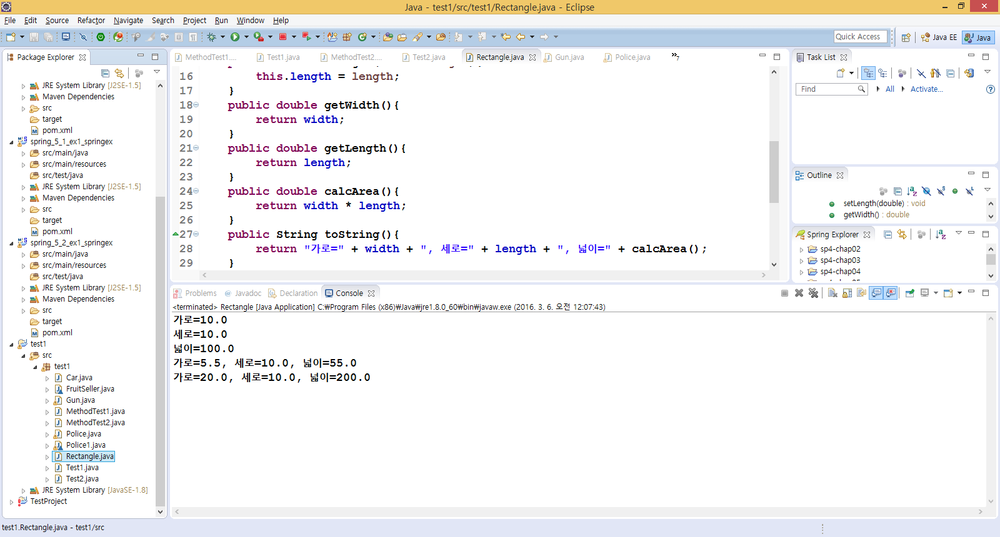 Java - test1/src/test1/Rectangle.java - Eclipse
File Edit Source Refactor Navigate Search Project Run Window Help
Quick Access
Java EE
Java
Package Explorer
JRE System Library [J2SE-1.5]
Maven Dependencies
src
target
pom.xml
spring_5_1_ex1_springex
src/main/java
src/main/resources
src/test/java
JRE System Library [J2SE-1.5]
Maven Dependencies
src
target
pom.xml
spring_5_2_ex1_springex
src/main/java
src/main/resources
src/test/java
JRE System Library [J2SE-1.5]
Maven Dependencies
src
target
pom.xml
test1
src
test1
Car.java
FruitSeller.java
Gun.java
MethodTest1.java
MethodTest2.java
Police.java
Police1.java
Rectangle.java
Test1.java
Test2.java
JRE System Library [JavaSE-1.8]
TestProject
MethodTest1.... Test1.java MethodTest2.... Test2.java Rectangle.java Gun.java Police.java »7
16 this.length = length;
17 }
18 public double getWidth(){
19 return width;
20 }
21 public double getLength(){
22 return length;
23 }
24 public double calcArea(){
25 return width * length;
26 }
27 public String toString(){
28 return "가로=" + width + ", 세로=" + length + ", 넓이=" + calcArea();
29 }
Task List
Find
All
Activate...
Outline
setLength(double) : void
getWidth() : double
Spring Explorer
sp4-chap02
sp4-chap03
sp4-chap04
Problems @ Javadoc Declaration Console
<terminated> Rectangle [Java Application] C:₩Program Files (x86)₩Java₩jre1.8.0_60₩bin₩javaw.exe (2016. 3. 6. 오전 12:07:43)
가로=10.0
세로=10.0
넓이=100.0
가로=5.5, 세로=10.0, 넓이=55.0
가로=20.0, 세로=10.0, 넓이=200.0
test1.Rectangle.java - test1/src